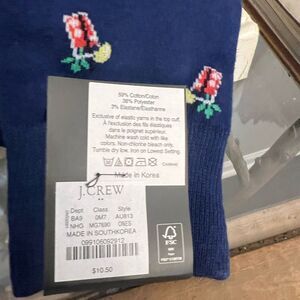 59% Cotton/Coton
38% Polyester
3% Elastane/Elasthanne
Exclusive of elastic yarns in the top cuff.
À l'exclusion des fils élastiques
dans le poignet supérieur.
Machine wash cold with like
colors. Non-chlorine bleach only.
Tumble dry low. Iron on Lowest Setting.
Made in Korea
J.CREW
Dept Class Style
BA9 0M7 AU813
NHG MG7690 ONES
MADE IN SOUTHKOREA
099106092912
$10.50
FSC